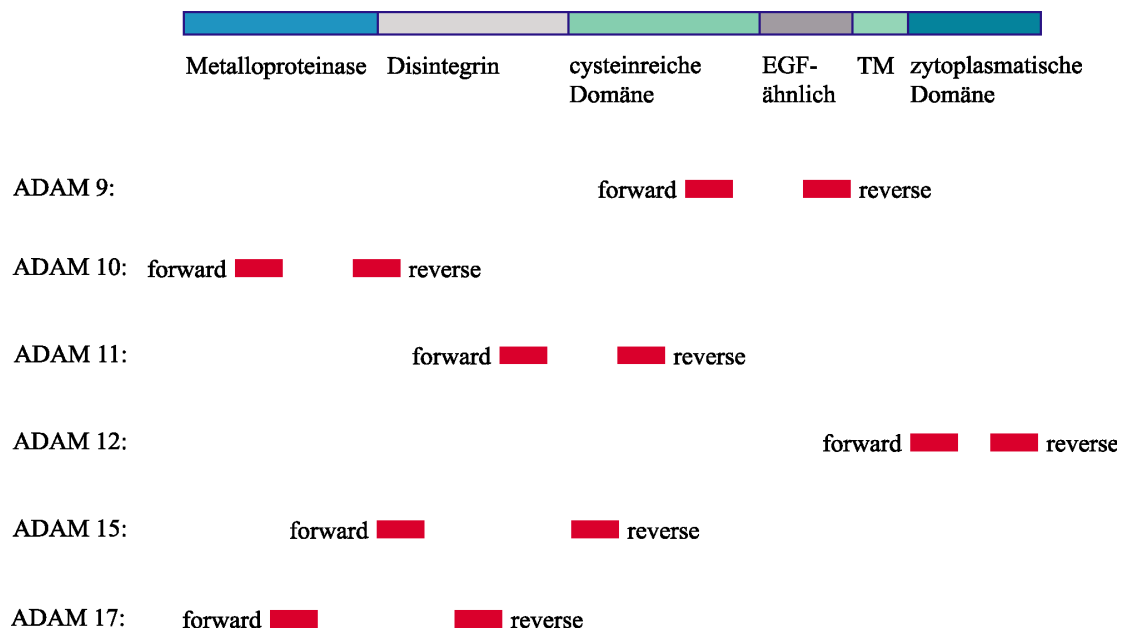 Metalloproteinase Disintegrin cysteinreiche EGF- TM zytoplasmatische
Domäne ähnlich Domäne
ADAM 9: forward reverse
ADAM 10: forward reverse
ADAM 11: forward reverse
ADAM 12: forward reverse
ADAM 15: forward reverse
ADAM 17: forward reverse